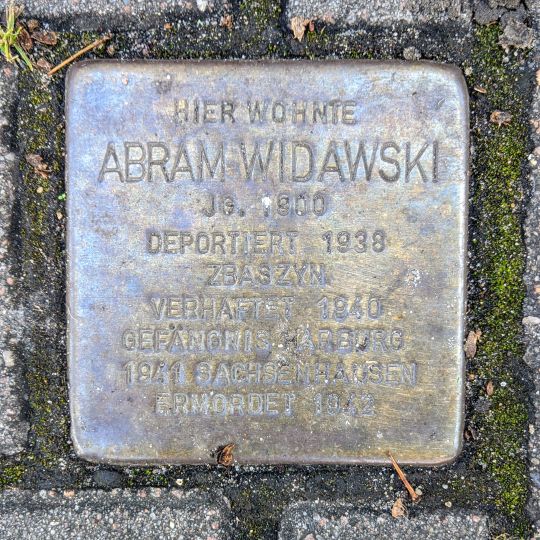 HIER WOHNTE
ABRAM WIDAWSKI
JG. 1900
DEPORTIERT 1938
ZBASZYN
VERHAFTET 1940
GEFÄNGNIS HARBURG
1941 SACHSENHAUSEN
ERMORDET 1942